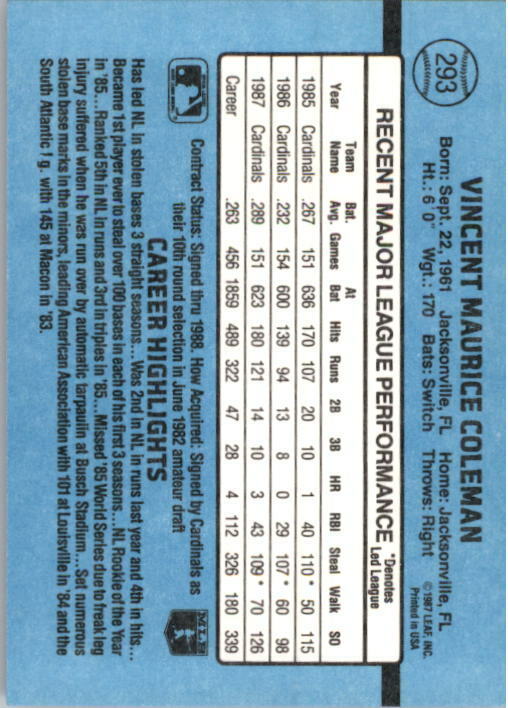 293
VINCENT MAURICE COLEMAN
Born: Sept. 22, 1961 Jacksonville, FL Home: Jacksonville, FL
Ht.: 6' 0" Wgt.: 170 Bats: Switch Throws: Right
©1987 LEAF, INC.
Printed in USA
RECENT MAJOR LEAGUE PERFORMANCE *Denotes Led League
Year Team Name Bat. Avg. Games At Bat Hits Runs 2B 3B HR RBI Steal Walk SO
1985 Cardinals .267 151 636 170 107 20 10 1 40 110* 50 115
1986 Cardinals .232 154 600 139 94 13 8 0 29 107* 60 98
1987 Cardinals .289 151 623 180 121 14 10 3 43 109* 70 126
Career .263 456 1859 489 322 47 28 4 112 326 180 339
Contract Status: Signed thru 1988. How Acquired: Signed by Cardinals as
their 10th round selection in June 1982 amateur draft
MLB
CAREER HIGHLIGHTS
Has led NL in stolen bases 3 straight seasons... Was 2nd in NL in runs last year and 4th in hits...
Became 1st player ever to steal over 100 bases in each of his first 3 seasons... NL Rookie of the Year
in '85... Ranked 5th in NL in runs and 3rd in triples in '85... Missed '85 World Series due to freak leg
injury suffered when he was run over by automatic tarpaulin at Busch Stadium... Set numerous
stolen base marks in the minors, leading American Association with 101 at Louisville in '84 and the
South Atlantic Lg. with 145 at Macon in '83.